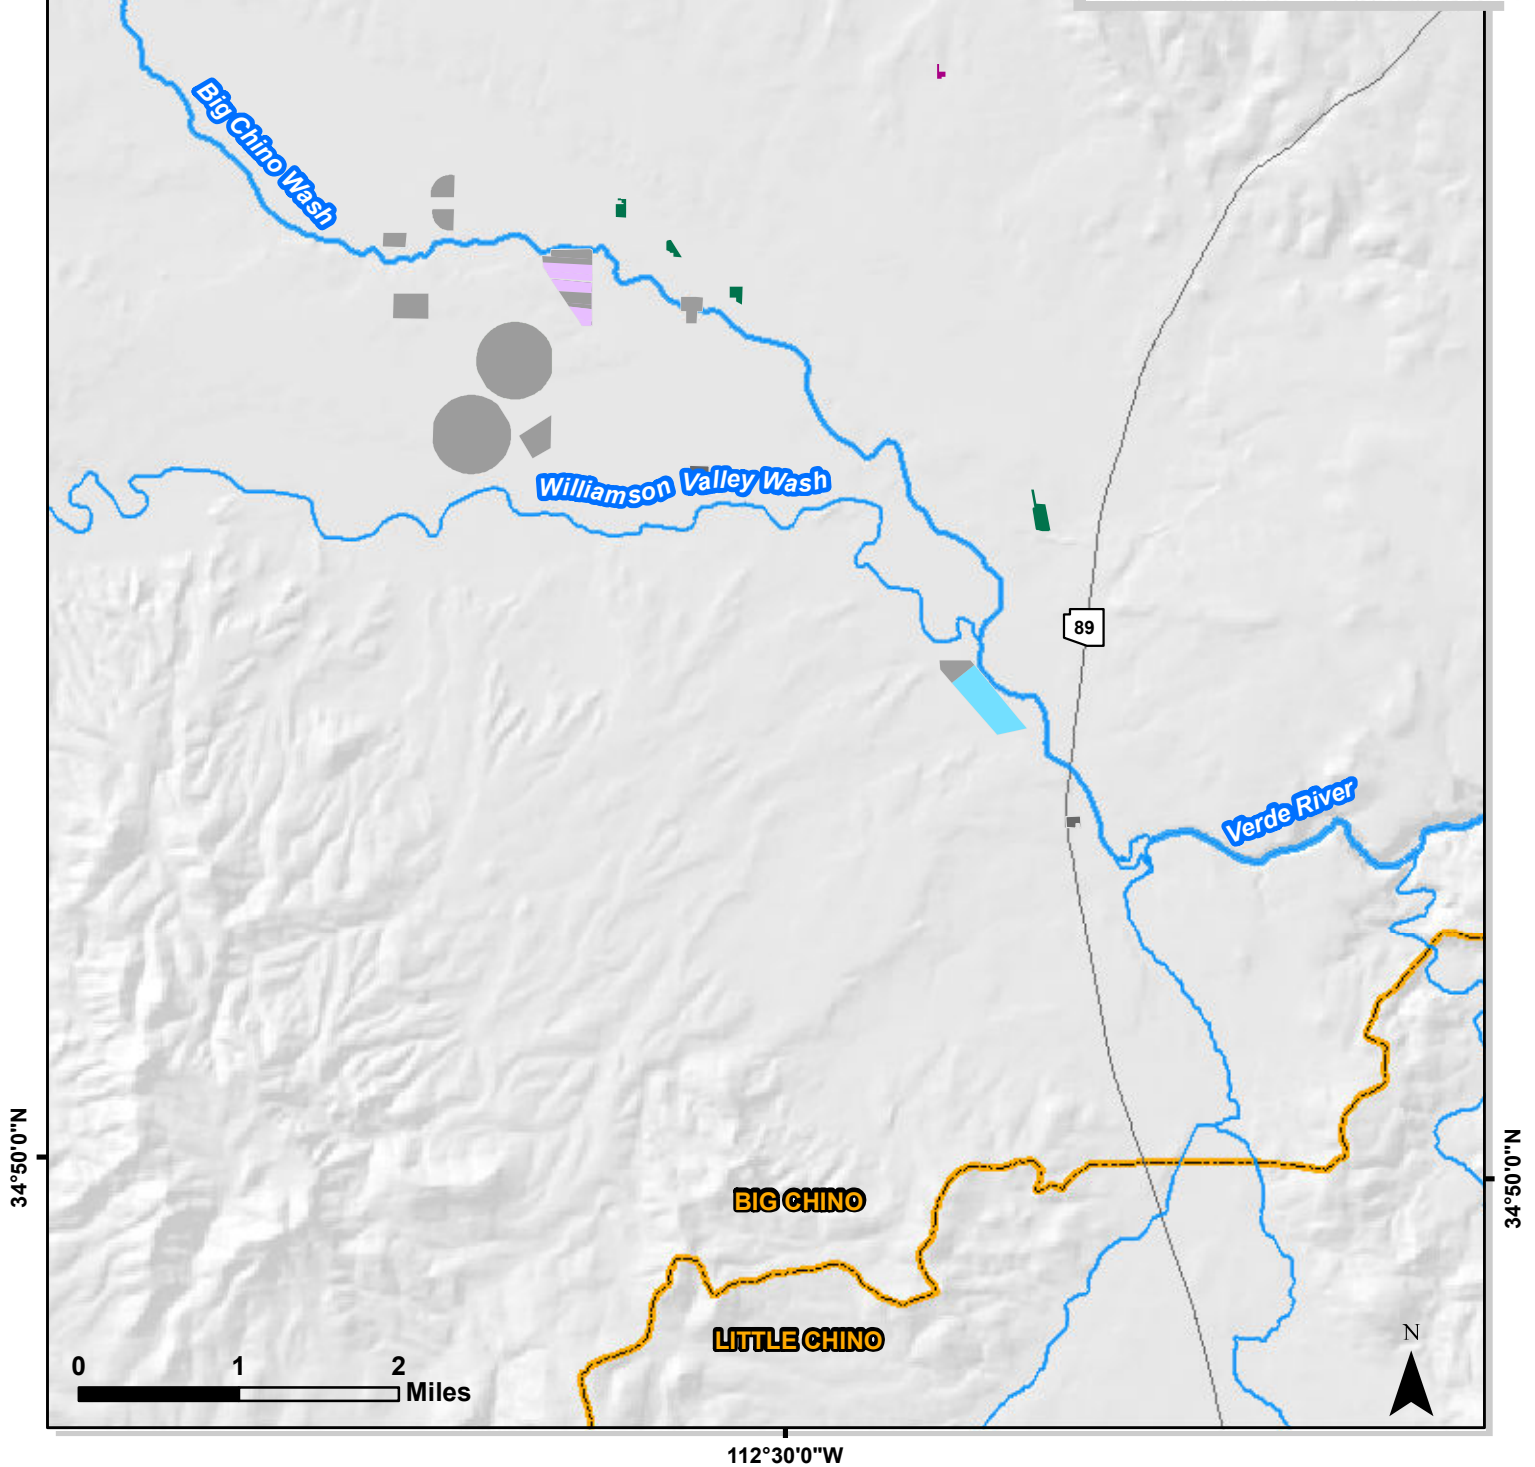 Big Chino Wash
Williamson Valley Wash
89
Verde River
34°50'0"N
34°50'0"N
BIG CHINO
LITTLE CHINO
N
0 1 2
Miles
112°30'0"W